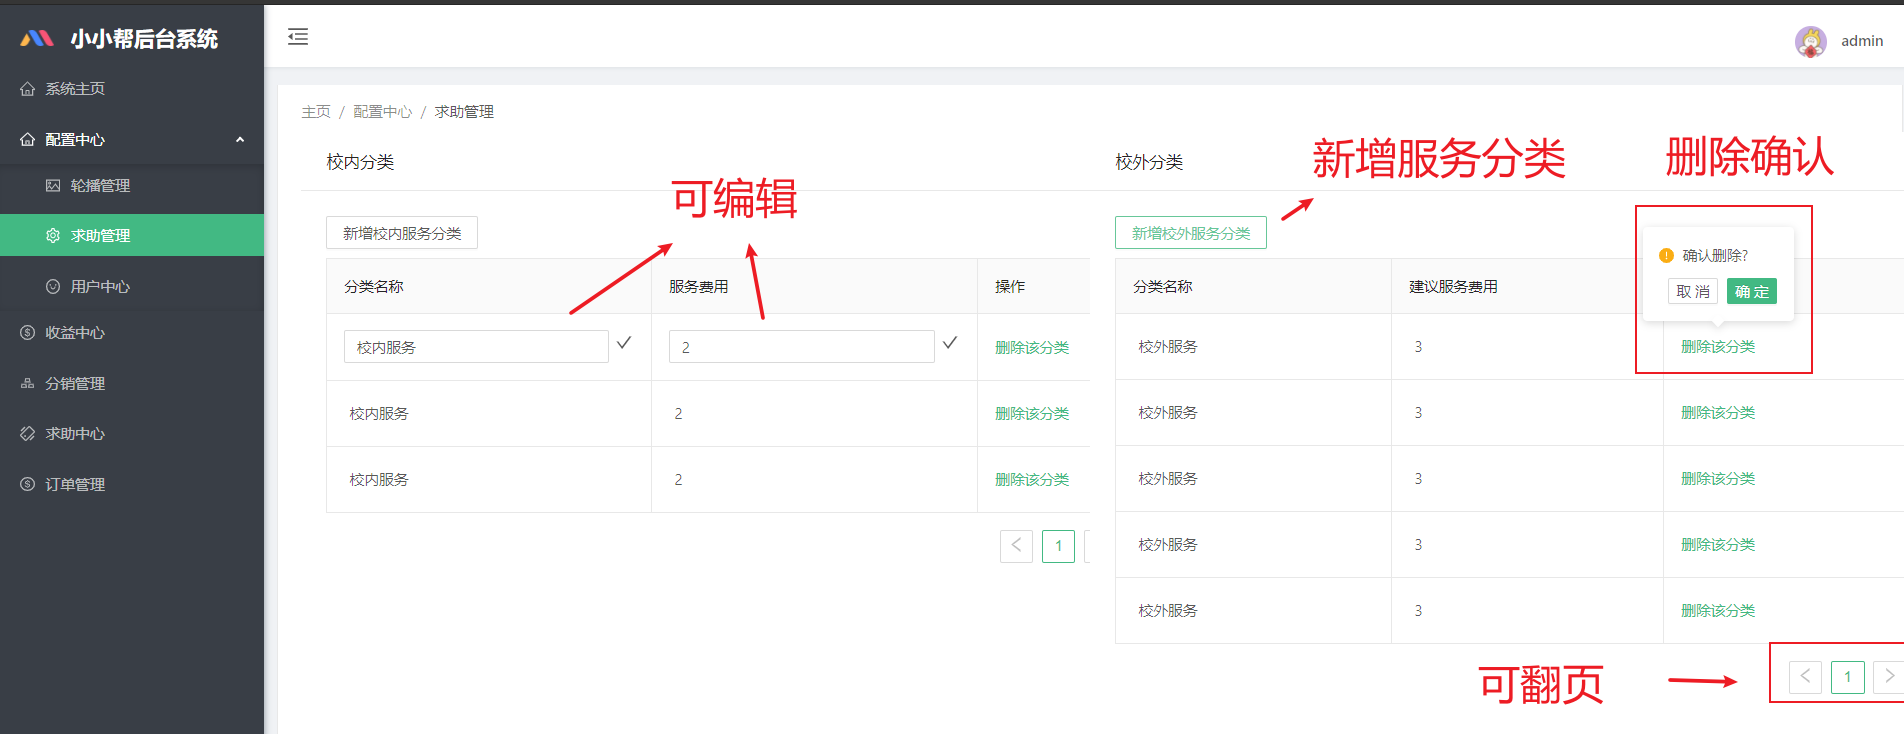 小小帮后台系统
admin
系统主页
配置中心
轮播管理
求助管理
用户中心
收益中心
分销管理
求助中心
订单管理
主页 / 配置中心 / 求助管理
校内分类
可编辑
新增校内服务分类
分类名称 服务费用 操作
校内服务 2 删除该分类
校内服务 2 删除该分类
校内服务 2 删除该分类
1
校外分类
新增服务分类
删除确认
新增校外服务分类
确认删除?
取 消 确 定
分类名称 建议服务费用
校外服务 3 删除该分类
校外服务 3 删除该分类
校外服务 3 删除该分类
校外服务 3 删除该分类
校外服务 3 删除该分类
可翻页
1